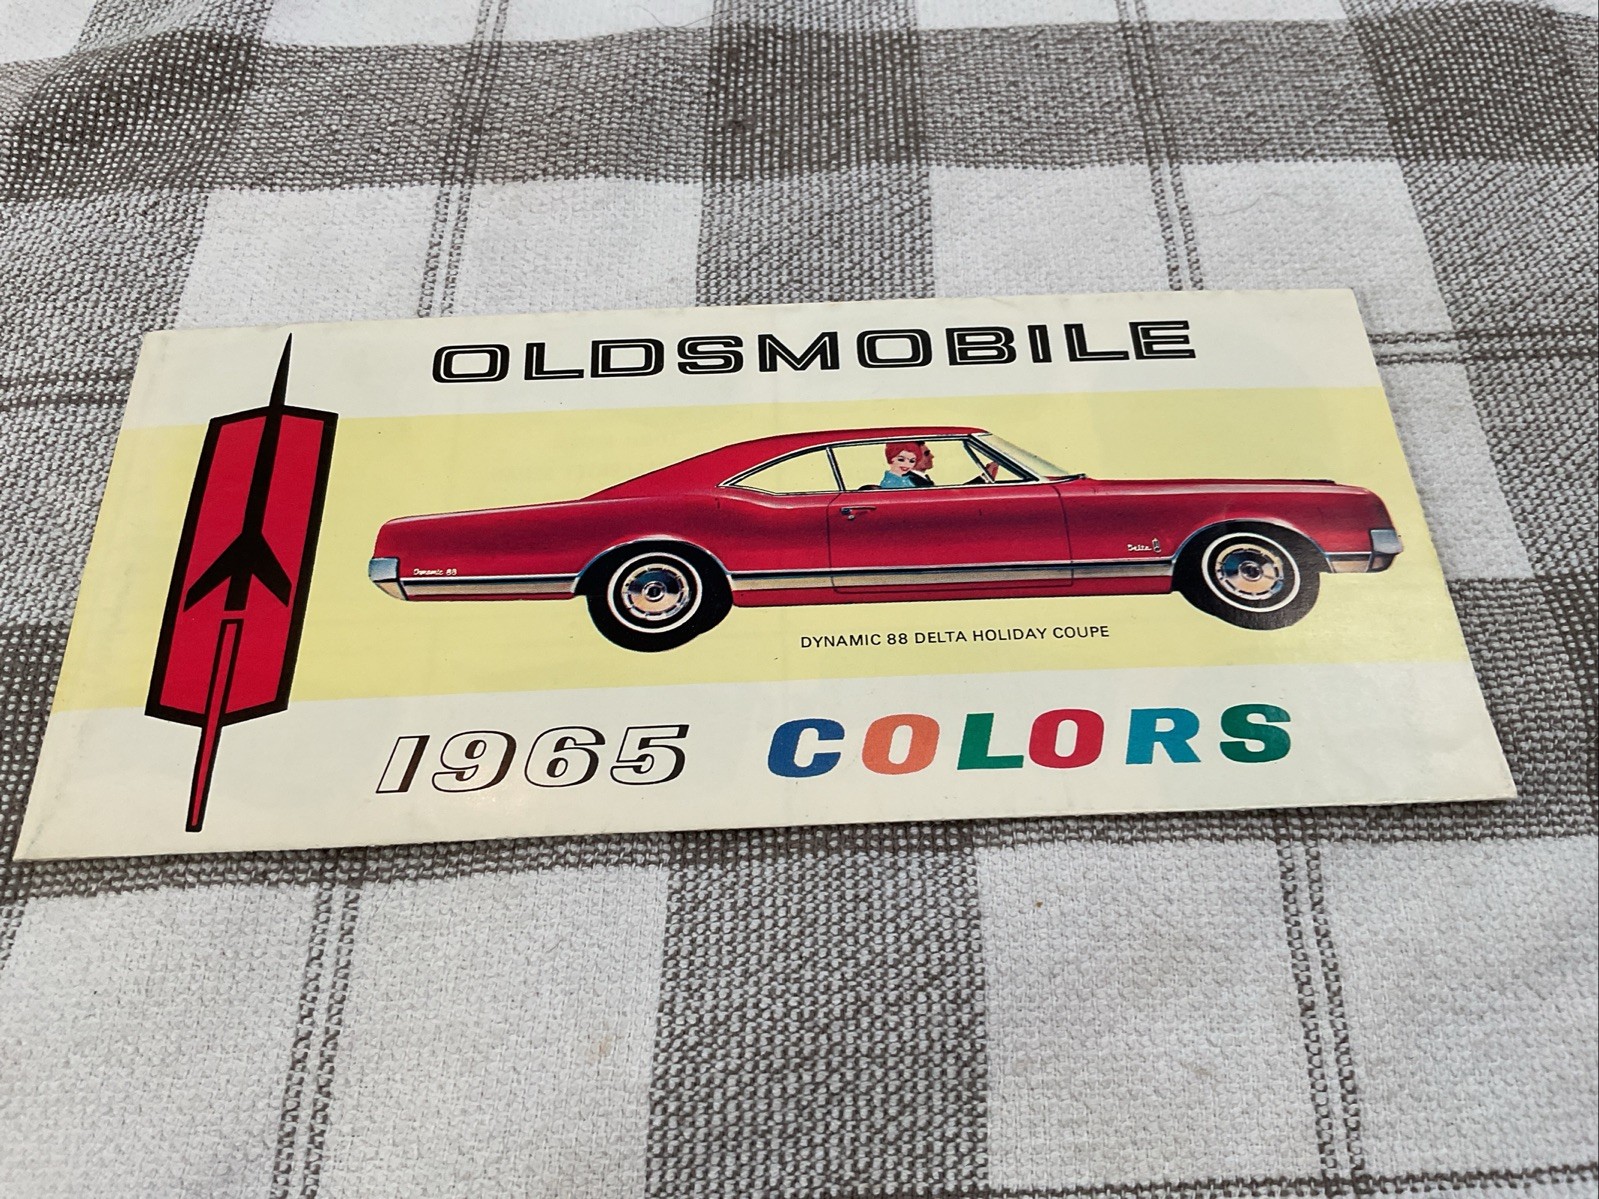 OLDSMOBILE
Delta
Dynamic 88
DYNAMIC 88 DELTA HOLIDAY COUPE
1965 COLORS